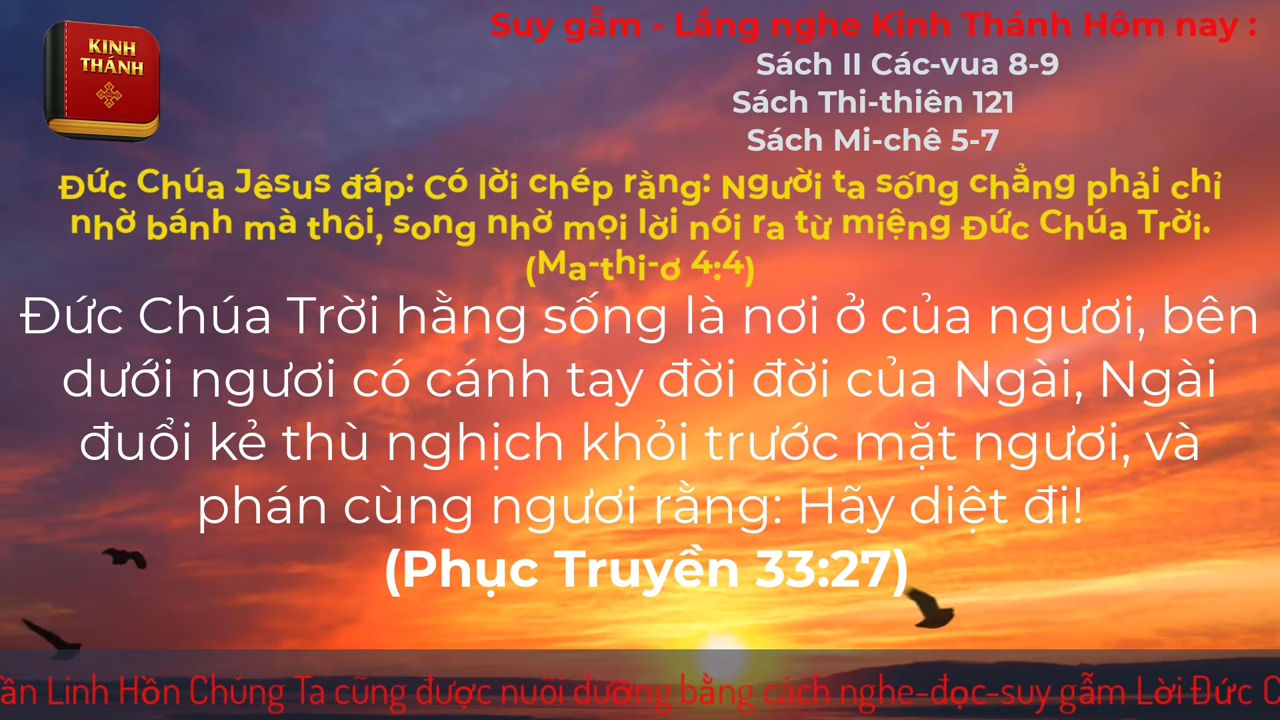 KINH
THÁNH
Suy gẫm - Lắng nghe Kinh Thánh Hôm nay :
Sách II Các-vua 8-9
Sách Thi-thiên 121
Sách Mi-chê 5-7
Đức Chúa Jêsus đáp: Có lời chép rằng: Người ta sống chẳng phải chỉ
nhờ bánh mà thôi, song nhờ mọi lời nói ra từ miệng Đức Chúa Trời.
(Ma-thi-ơ 4:4)
Đức Chúa Trời hằng sống là nơi ở của ngươi, bên
dưới ngươi có cánh tay đời đời của Ngài, Ngài
đuổi kẻ thù nghịch khỏi trước mặt ngươi, và
phán cùng ngươi rằng: Hãy diệt đi!
(Phục Truyền 33:27)
ần Linh Hồn Chúng Ta cũng được nuôi dưỡng bằng cách nghe-đọc-suy gẫm Lời Đức C